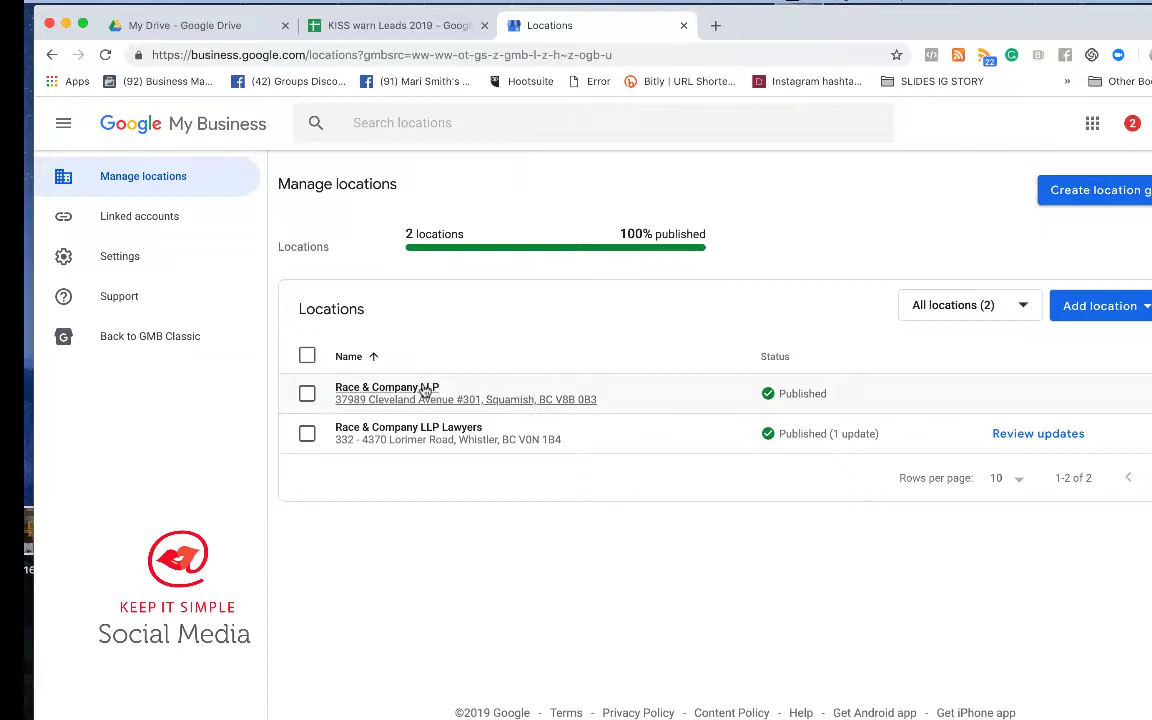 My Drive - Google Drive
KISS warn Leads 2019 - Goog
Locations
https://business.google.com/locations?gmbsrc=ww-ww-ot-gs-z-gmb-l-z-h~z-ogb-u
22
Apps
(92) Business Ma...
(42) Groups Disco...
(91) Mari Smith's ...
Hootsuite
Error
Bitly | URL Shorte...
Instagram hashta...
SLIDES IG STORY
»
Other Boo
Google My Business
Search locations
2
Manage locations
Linked accounts
Settings
Support
Back to GMB Classic
Manage locations
Create location g
Locations
2 locations
100% published
Locations
All locations (2)
Add location
Name
Status
Race & Company LLP
37989 Cleveland Avenue #301, Squamish, BC V8B 0B3
Published
Race & Company LLP Lawyers
332 - 4370 Lorimer Road, Whistler, BC V0N 1B4
Published (1 update)
Review updates
Rows per page:
10
1-2 of 2
16
KEEP IT SIMPLE
Social Media
©2019 Google - Terms - Privacy Policy - Content Policy - Help - Get Android app - Get iPhone app